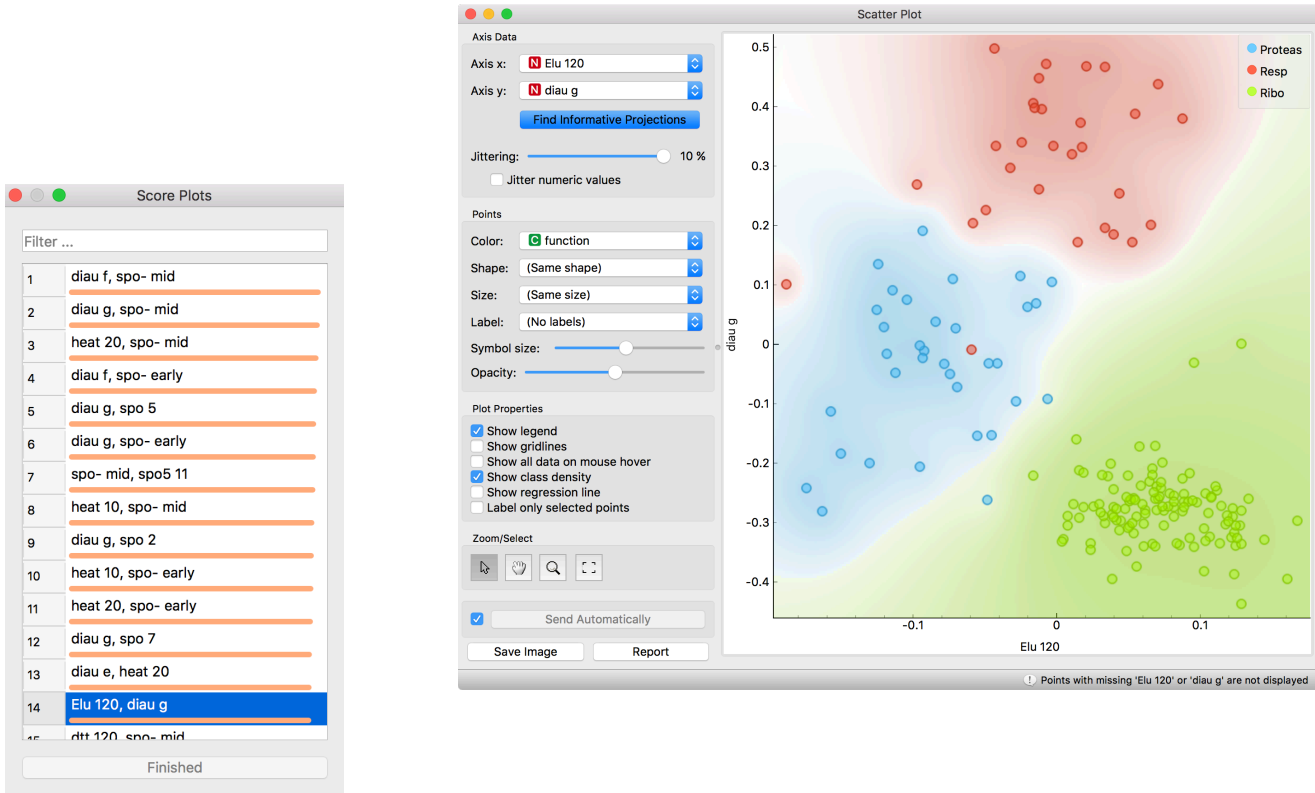 Score Plots
Filter ...
1 diau f, spo- mid
2 diau g, spo- mid
3 heat 20, spo- mid
4 diau f, spo- early
5 diau g, spo 5
6 diau g, spo- early
7 spo- mid, spo5 11
8 heat 10, spo- mid
9 diau g, spo 2
10 heat 10, spo- early
11 heat 20, spo- early
12 diau g, spo 7
13 diau e, heat 20
14 Elu 120, diau g
15 dtt 120, spo- mid
Finished
Scatter Plot
Axis Data
Axis x: N Elu 120
Axis y: N diau g
Find Informative Projections
Jittering: 10 %
Jitter numeric values
Points
Color: C function
Shape: (Same shape)
Size: (Same size)
Label: (No labels)
Symbol size:
Opacity:
Plot Properties
Show legend
Show gridlines
Show all data on mouse hover
Show class density
Show regression line
Label only selected points
Zoom/Select
Send Automatically
Save Image Report
0.5
0.4
0.3
0.2
0.1
0
-0.1
-0.2
-0.3
-0.4
diau g
-0.1 0 0.1
Elu 120
Proteas
Resp
Ribo
! Points with missing 'Elu 120' or 'diau g' are not displayed